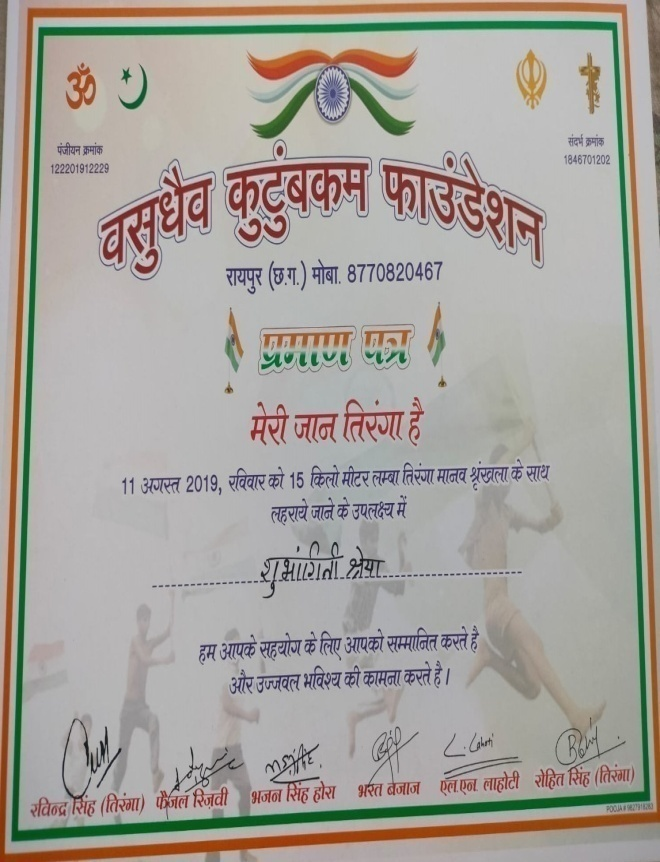 पंजीयन क्रमांक
122201912229
संदर्भ क्रमांक
1846701202
वसुधैव कुटुंबकम फाउंडेशन
रायपुर (छ.ग.) मोबा. 8770820467
प्रमाण पत्र
मेरी जान तिरंगा है
11 अगस्त 2019, रविवार को 15 किलो मीटर लम्बा तिरंगा मानव श्रृंखला के साथ
लहराये जाने के उपलक्ष्य में
शुभांगिनी श्रेया
हम आपके सहयोग के लिए आपको सम्मानित करते है
और उज्जवल भविश्य की कामना करते है।
L. Lahoti
रविन्द्र सिंह (तिरंगा) फैजल रिज़वी भजन सिंह होरा भरत बजाज एल.एन. लाहोटी रोहित सिंह (तिरंगा)